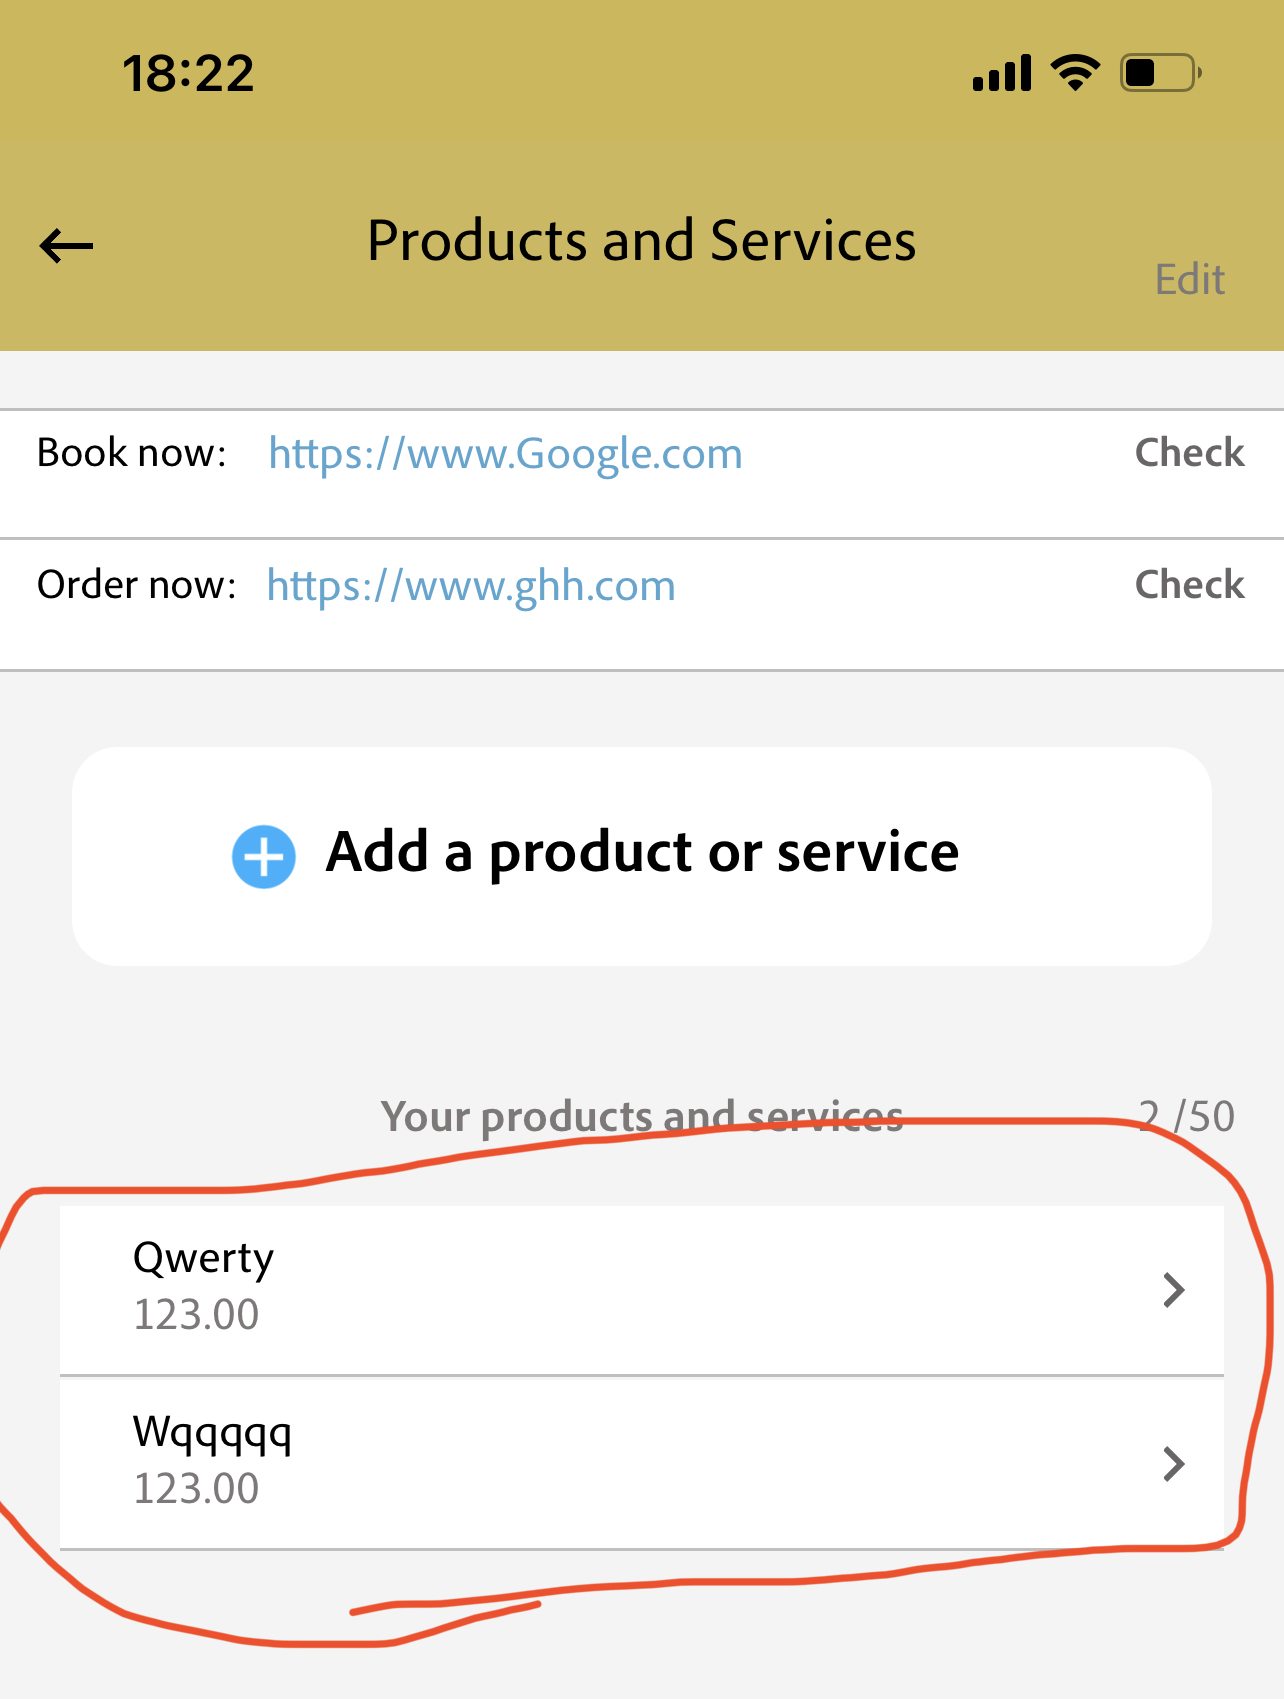 18:22
Products and Services
Edit
Book now: https://www.Google.com Check
Order now: https://www.ghh.com Check
Add a product or service
Your products and services 2 /50
Qwerty
123.00
Wqqqqq
123.00